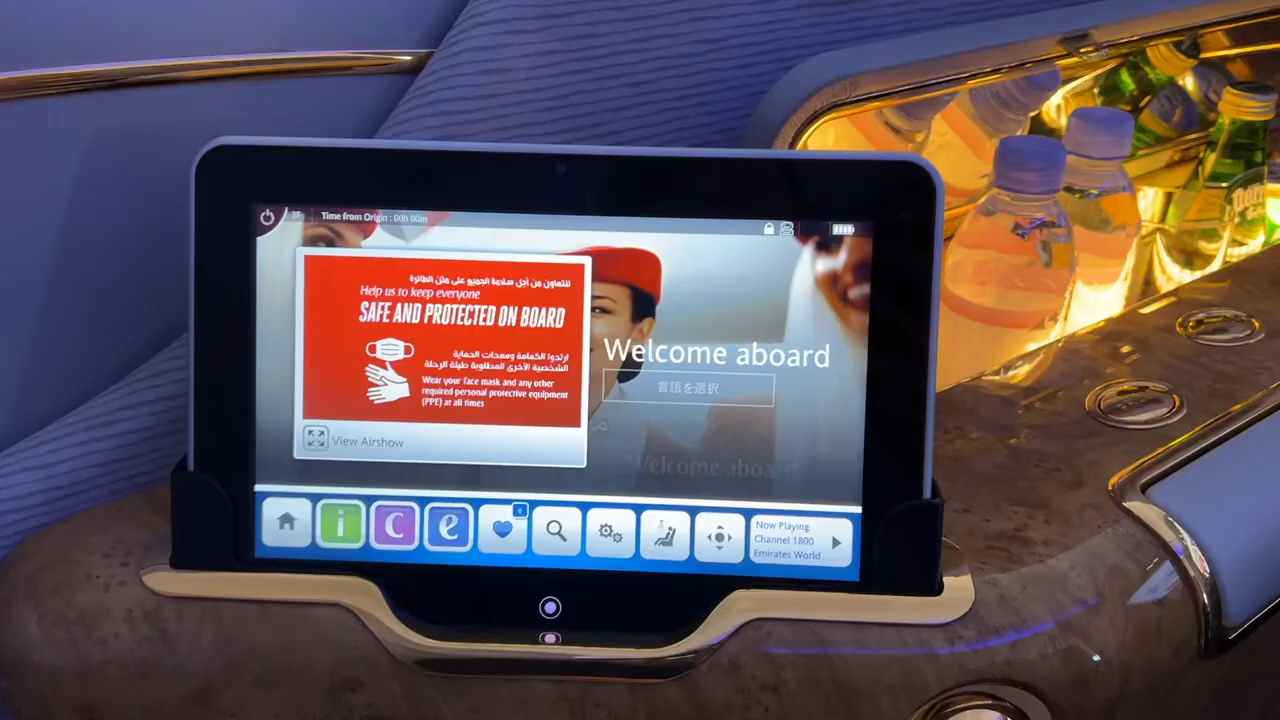 Time from Origin : 00h 00m
للتعاون من أجل سلامة الجميع على متن الطائرة
Help us to keep everyone
SAFE AND PROTECTED ON BOARD
ارتدوا الكمامة ومعدات الحماية
الشخصية الأخرى المطلوبة طيلة الرحلة
Wear your face mask and any other
required personal protective equipment
(PPE) at all times
View Airshow
Welcome aboard
言語を選択
Welcome aboard
i
c
e
0
Now Playing
Channel 1800
Emirates World
Perrier